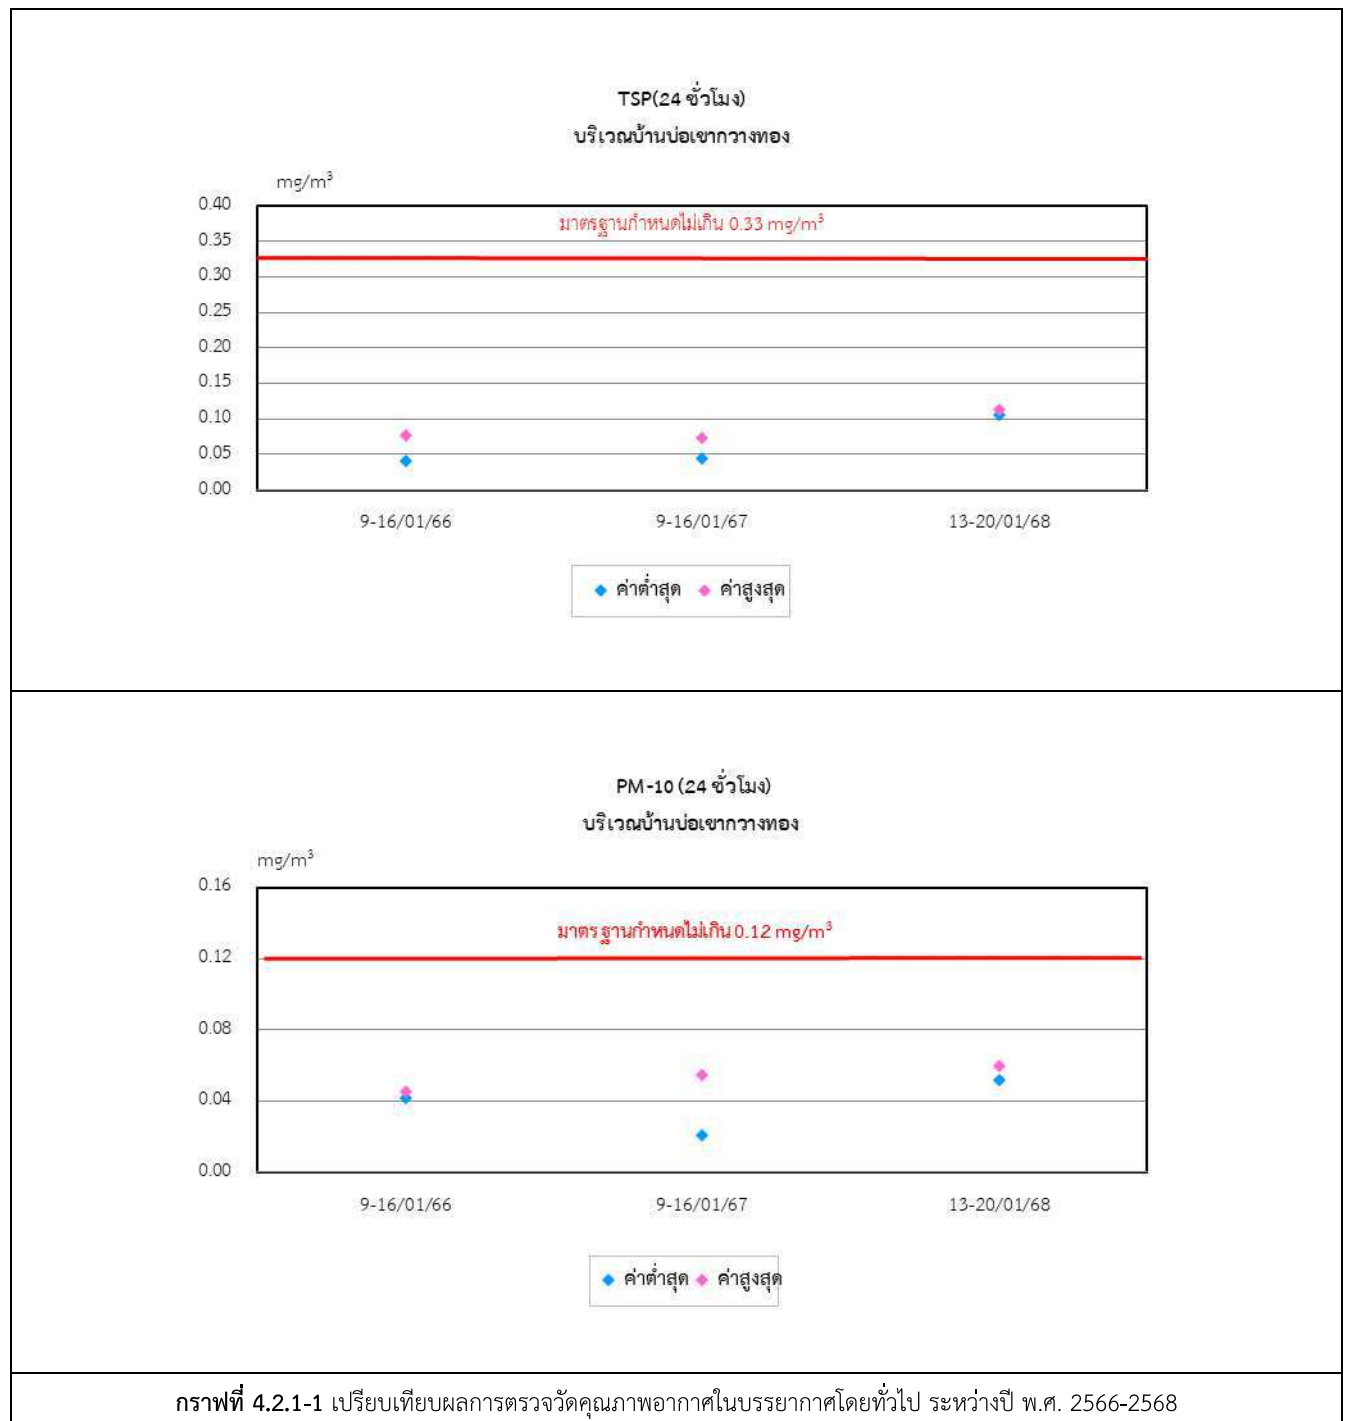 TSP(24 ชั่วโมง)
บริเวณบ้านบ่อเขากวางทอง
mg/m³
มาตรฐานกำหนดไม่เกิน 0.33 mg/m³
0.40
0.35
0.30
0.25
0.20
0.15
0.10
0.05
0.00
9-16/01/66 9-16/01/67 13-20/01/68
ค่าต่ำสุด ค่าสูงสุด
PM-10 (24 ชั่วโมง)
บริเวณบ้านบ่อเขากวางทอง
mg/m³
0.16
มาตรฐานกำหนดไม่เกิน 0.12 mg/m³
0.12
0.08
0.04
0.00
9-16/01/66 9-16/01/67 13-20/01/68
ค่าต่ำสุด ค่าสูงสุด
กราฟที่ 4.2.1-1 เปรียบเทียบผลการตรวจวัดคุณภาพอากาศในบรรยากาศโดยทั่วไป ระหว่างปี พ.ศ. 2566-2568